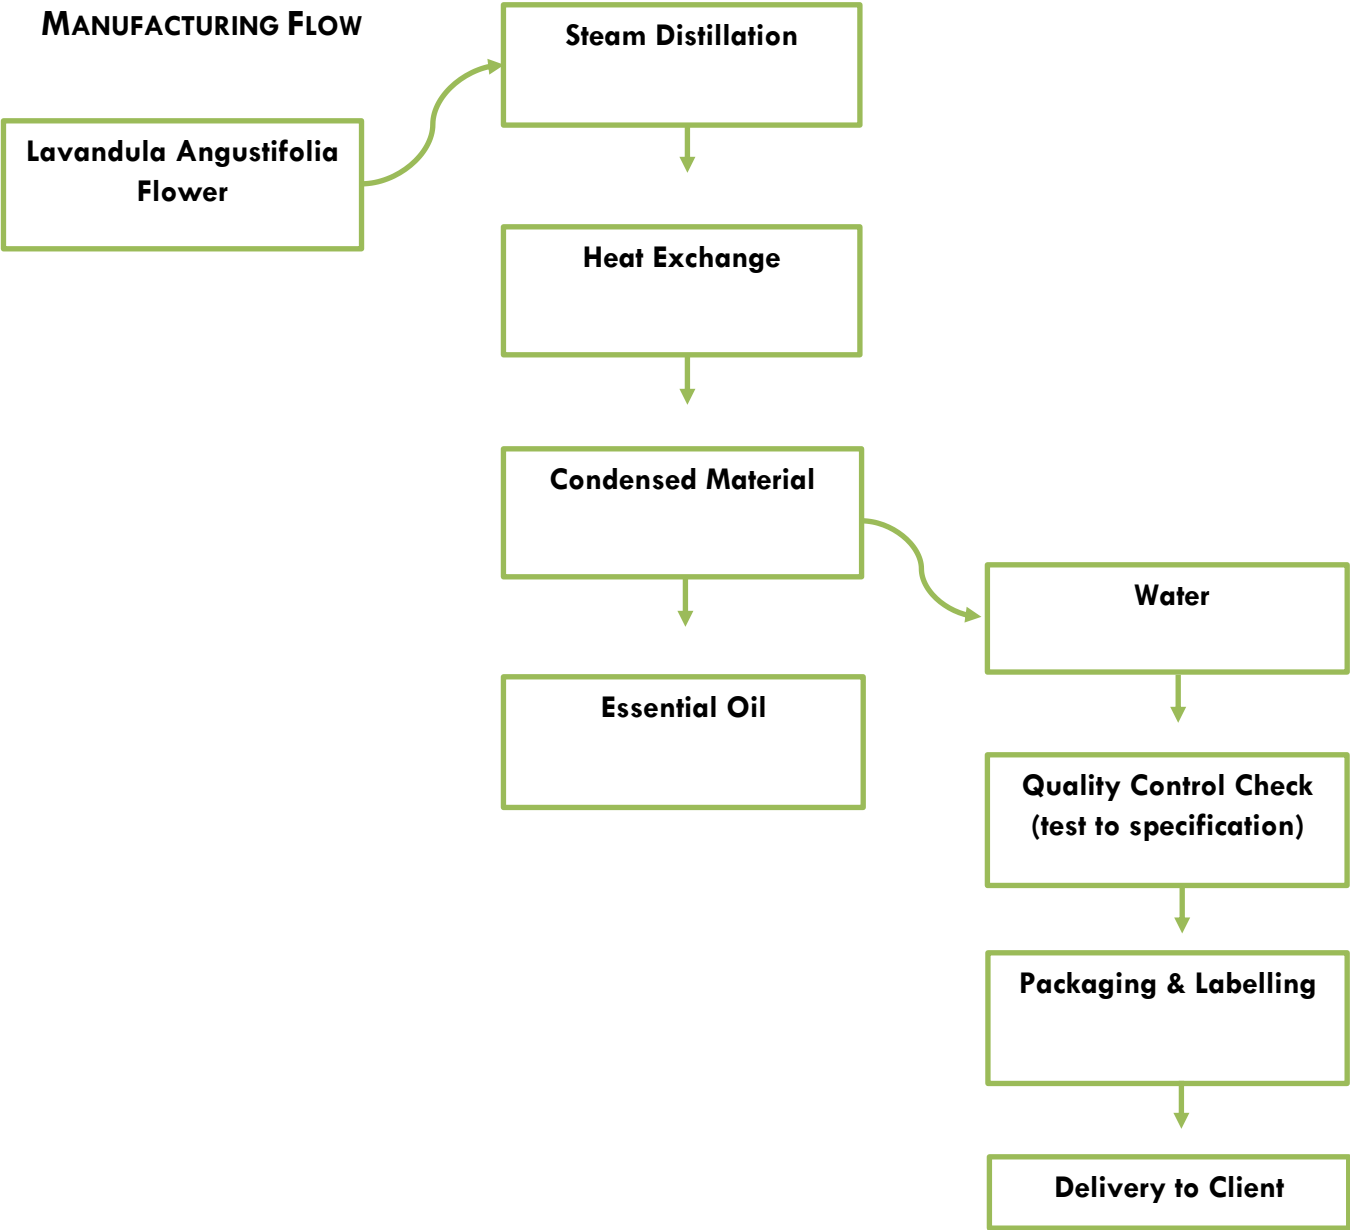 MANUFACTURING FLOW
Steam Distillation
Lavandula Angustifolia
Flower
Heat Exchange
Condensed Material
Water
Essential Oil
Quality Control Check
(test to specification)
Packaging & Labelling
Delivery to Client